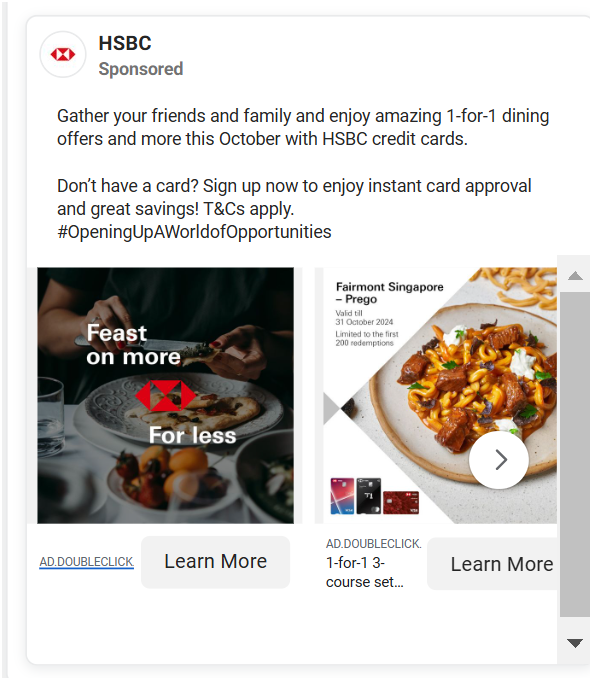 HSBC
Sponsored
Gather your friends and family and enjoy amazing 1-for-1 dining
offers and more this October with HSBC credit cards.
Don’t have a card? Sign up now to enjoy instant card approval
and great savings! T&Cs apply.
#OpeningUpAWorldofOpportunities
Feast
on more
For less
Fairmont Singapore
– Prego
Valid till
31 October 2024
Limited to the first
200 redemptions
AD.DOUBLECLICK
Learn More
AD.DOUBLECLICK.
1-for-1 3-
course set...
Learn More